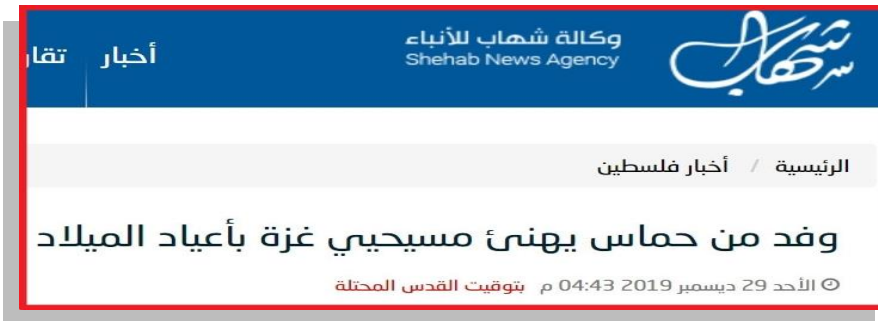 شهاب
وكالة شهاب للأنباء
Shehab News Agency
أخبار
الرئيسية / أخبار فلسطين
وفد من حماس يهنئ مسيحيي غزة بأعياد الميلاد
الأحد 29 ديسمبر 2019 04:43 م بتوقيت القدس المحتلة